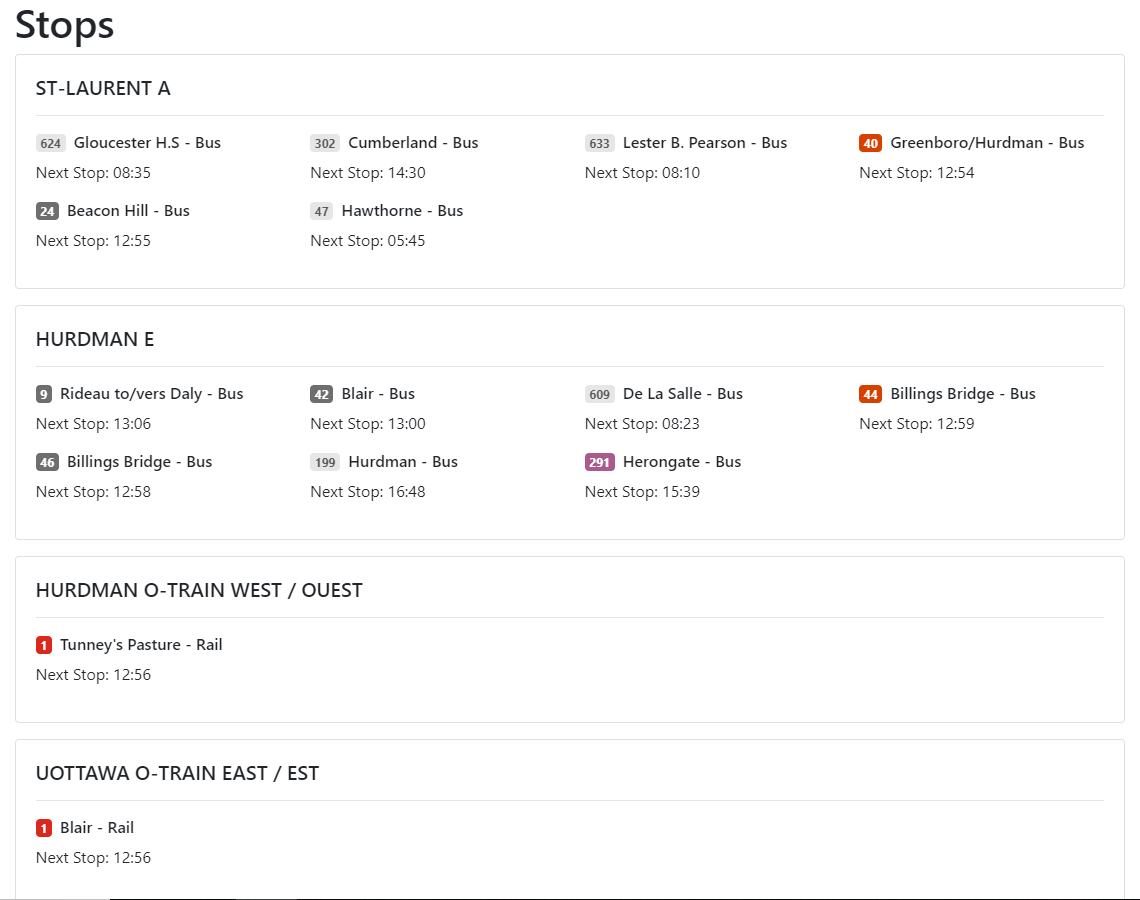 Stops
ST-LAURENT A
624 Gloucester H.S - Bus
Next Stop: 08:35
302 Cumberland - Bus
Next Stop: 14:30
633 Lester B. Pearson - Bus
Next Stop: 08:10
40 Greenboro/Hurdman - Bus
Next Stop: 12:54
24 Beacon Hill - Bus
Next Stop: 12:55
47 Hawthorne - Bus
Next Stop: 05:45
HURDMAN E
9 Rideau to/vers Daly - Bus
Next Stop: 13:06
42 Blair - Bus
Next Stop: 13:00
609 De La Salle - Bus
Next Stop: 08:23
44 Billings Bridge - Bus
Next Stop: 12:59
46 Billings Bridge - Bus
Next Stop: 12:58
199 Hurdman - Bus
Next Stop: 16:48
291 Herongate - Bus
Next Stop: 15:39
HURDMAN O-TRAIN WEST / OUEST
1 Tunney's Pasture - Rail
Next Stop: 12:56
UOTTAWA O-TRAIN EAST / EST
1 Blair - Rail
Next Stop: 12:56